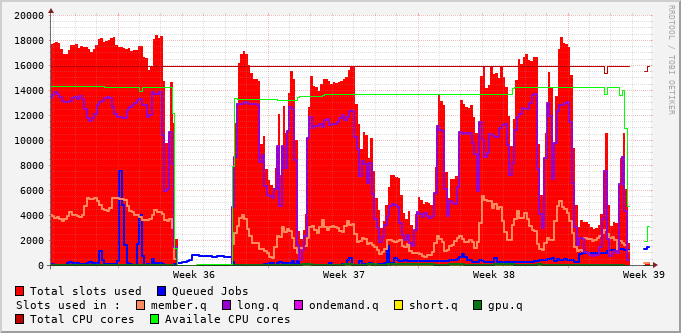 20000
18000
16000
14000
12000
10000
8000
6000
4000
2000
0
Week 36 Week 37 Week 38 Week 39
RRDTOOL / TOBI OETIKER
Total slots used Queued Jobs
Slots used in : member.q long.q ondemand.q short.q gpu.q
Total CPU cores Availale CPU cores